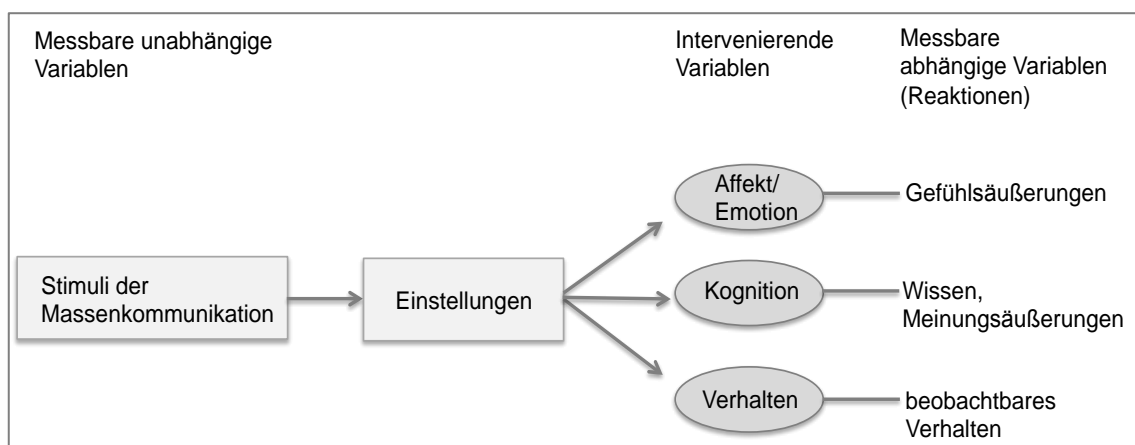 Messbare unabhängige
Variablen
Intervenierende
Variablen
Messbare
abhängige Variablen
(Reaktionen)
Affekt/
Emotion
Gefühlsäußerungen
Stimuli der
Massenkommunikation
Einstellungen
Kognition
Wissen,
Meinungsäußerungen
Verhalten
beobachtbares
Verhalten